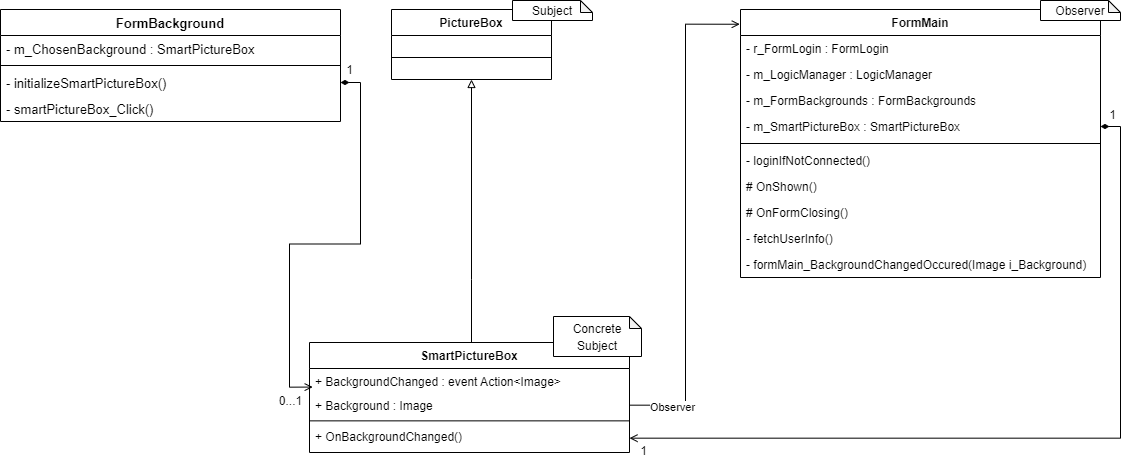 FormBackground
- m_ChosenBackground : SmartPictureBox
- initializeSmartPictureBox()
- smartPictureBox_Click()
1
0...1
PictureBox
Subject
SmartPictureBox
Concrete
Subject
+ BackgroundChanged : event Action<Image>
+ Background : Image
+ OnBackgroundChanged()
Observer
FormMain
Observer
- r_FormLogin : FormLogin
- m_LogicManager : LogicManager
- m_FormBackgrounds : FormBackgrounds
- m_SmartPictureBox : SmartPictureBox
- loginIfNotConnected()
# OnShown()
# OnFormClosing()
- fetchUserInfo()
- formMain_BackgroundChangedOccured(Image i_Background)
1
1